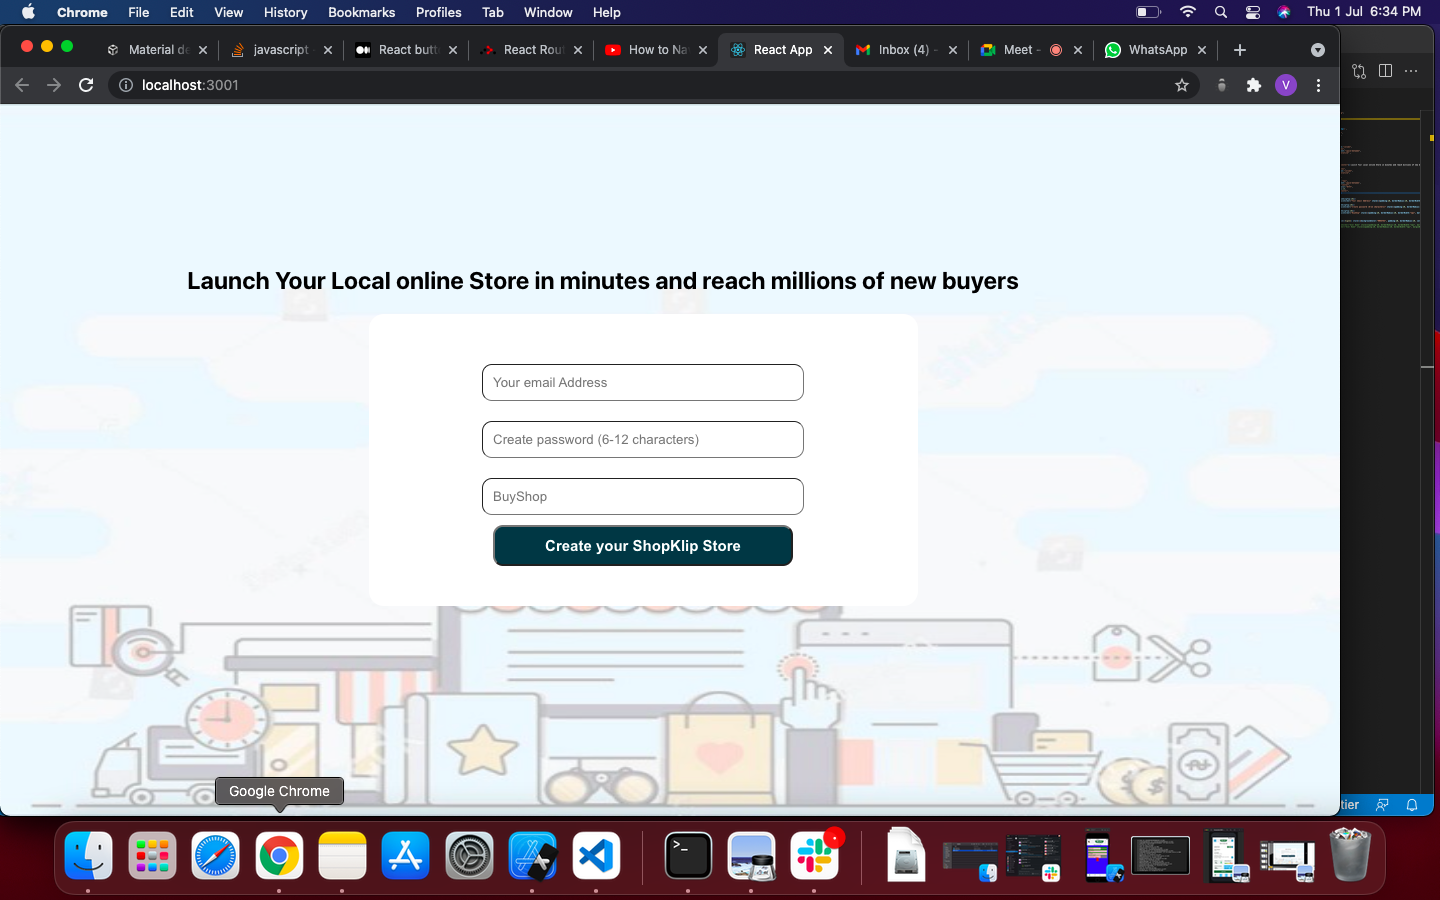 Chrome File Edit View History Bookmarks Profiles Tab Window Help Thu 1 Jul 6:34 PM
Material de javascript - React butt React Rout How to Na React App Inbox (4) - Meet - WhatsApp
localhost:3001 V
Launch Your Local online Store in minutes and reach millions of new buyers
Your email Address
Create password (6-12 characters)
BuyShop
Create your ShopKlip Store
Google Chrome
tier